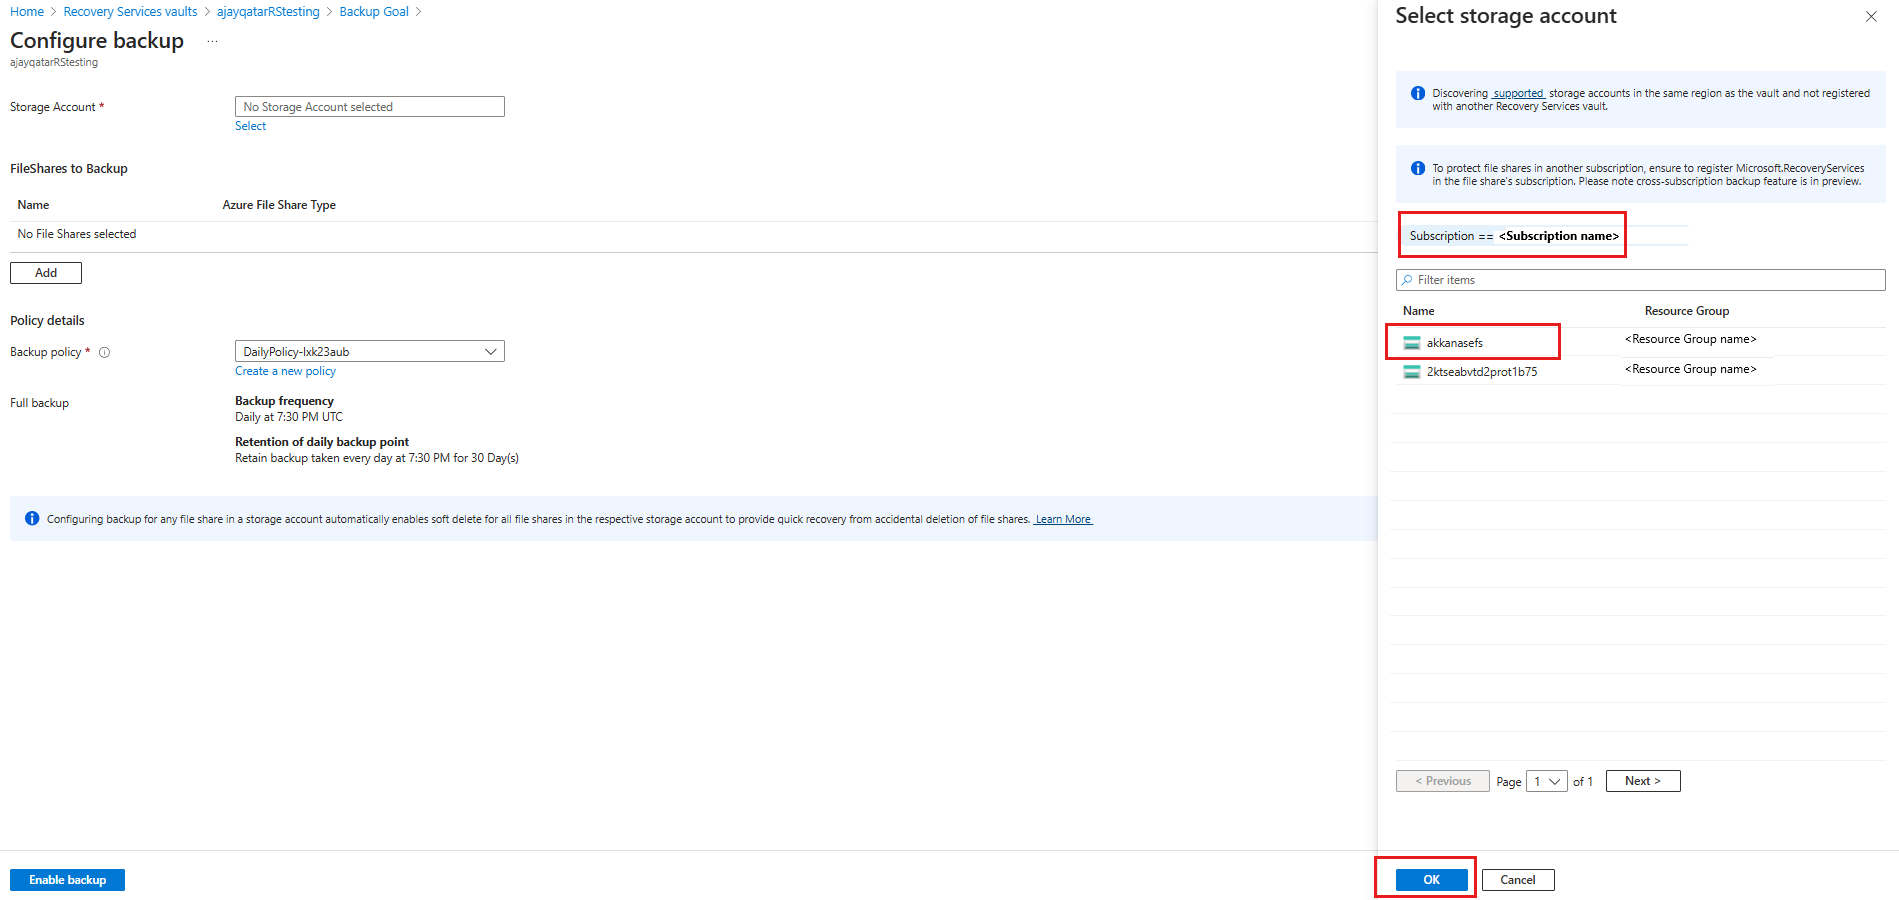 Home > Recovery Services vaults > ajayqatarRStesting > Backup Goal >
Configure backup ...
ajayqatarRStesting
Storage Account *
No Storage Account selected
Select
FileShares to Backup
Name Azure File Share Type
No File Shares selected
Add
Policy details
Backup policy *
DailyPolicy-lxk23aub
Create a new policy
Full backup
Backup frequency
Daily at 7:30 PM UTC
Retention of daily backup point
Retain backup taken every day at 7:30 PM for 30 Day(s)
Configuring backup for any file share in a storage account automatically enables soft delete for all file shares in the respective storage account to provide quick recovery from accidental deletion of file shares. Learn More
Enable backup
Select storage account
Discovering supported storage accounts in the same region as the vault and not registered
with another Recovery Services vault.
To protect file shares in another subscription, ensure to register Microsoft.RecoveryServices
in the file share's subscription. Please note cross-subscription backup feature is in preview.
Subscription == <Subscription name>
Filter items
Name Resource Group
akkanasefs <Resource Group name>
2ktseabvtd2prot1b75 <Resource Group name>
< Previous Page 1 of 1 Next >
OK Cancel